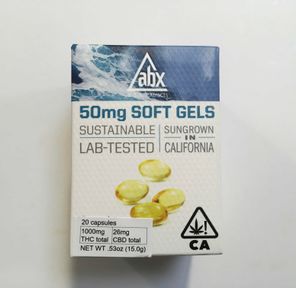 abx
50mg SOFT GELS
SUSTAINABLE
LAB-TESTED
SUNGROWN
IN
CALIFORNIA
20 capsules
1000mg 26mg
THC total CBD total
NET WT .53oz (15.0g)
CA